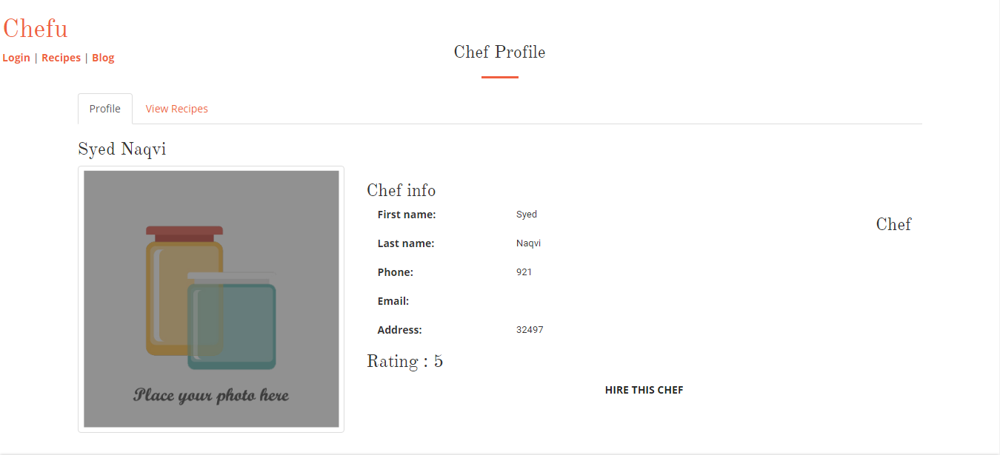 Chefu
Login | Recipes | Blog
Chef Profile
Profile
View Recipes
Syed Naqvi
Place your photo here
Chef info
First name: Syed
Last name: Naqvi
Phone: 921
Email:
Address: 32497
Rating : 5
HIRE THIS CHEF
Chef